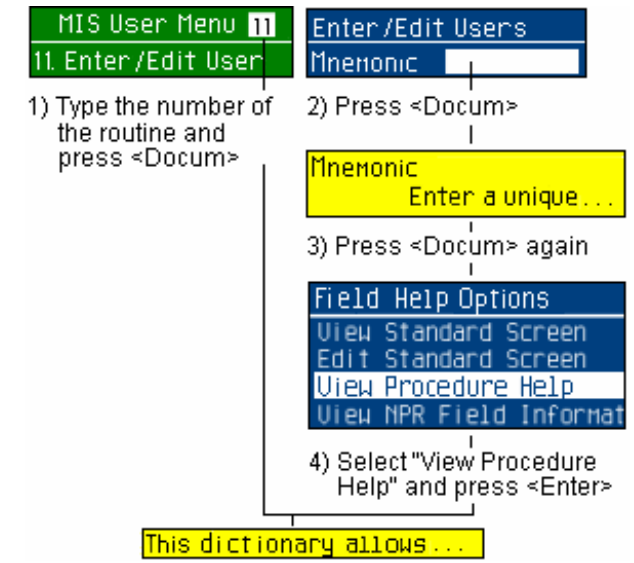 MIS User Menu 11
11. Enter/Edit User
1) Type the number of
the routine and
press <Docum>
Enter/Edit Users
Mnemonic
2) Press <Docum>
Mnemonic
Enter a unique...
3) Press <Docum> again
Field Help Options
View Standard Screen
Edit Standard Screen
View Procedure Help
View NPR Field Informat
4) Select "View Procedure
Help" and press <Enter>
This dictionary allows...